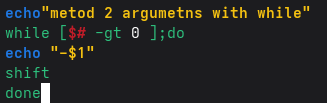 echo"metod 2 argumetns with while"
while [$# -gt 0 ];do
echo "-$1"
shift
done